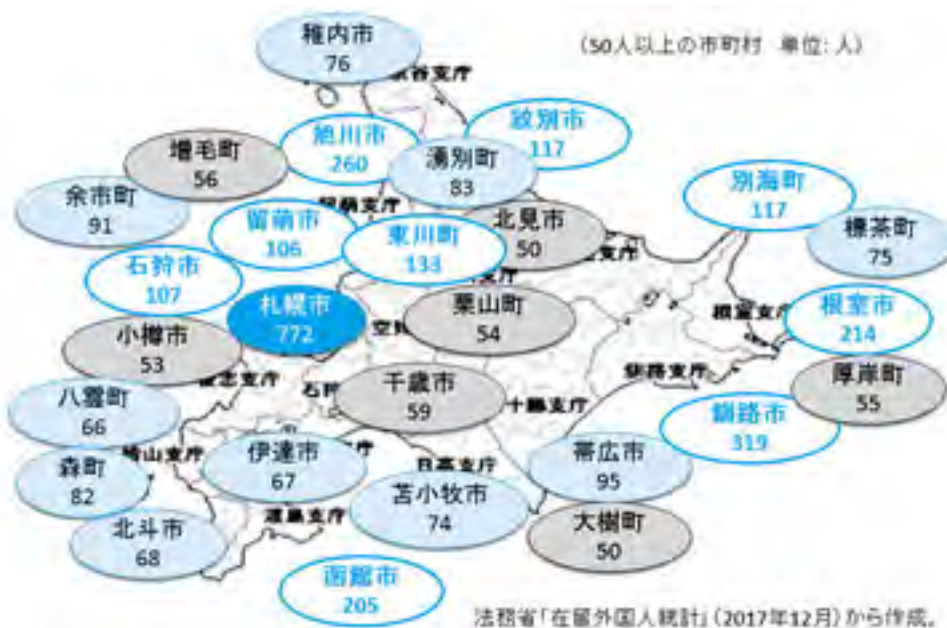 稚内市
76
(50人以上の市町村 単位:人)
宗谷支庁
旭川市
260
紋別市
117
増毛町
56
湧別町
83
余市町
91
留萌支庁
留萌市
106
東川町
133
北見市
50
別海町
117
標茶町
75
石狩市
107
札幌市
772
栗山町
54
根室支庁
根室市
214
小樽市
53
千歳市
59
十勝支庁
釧路支庁
厚岸町
55
八雲町
66
釧路市
319
桧山支庁
伊達市
67
日高支庁
帯広市
95
森町
82
苫小牧市
74
渡島支庁
北斗市
68
大樹町
50
函館市
205
法務省「在留外国人統計」(2017年12月)から作成。